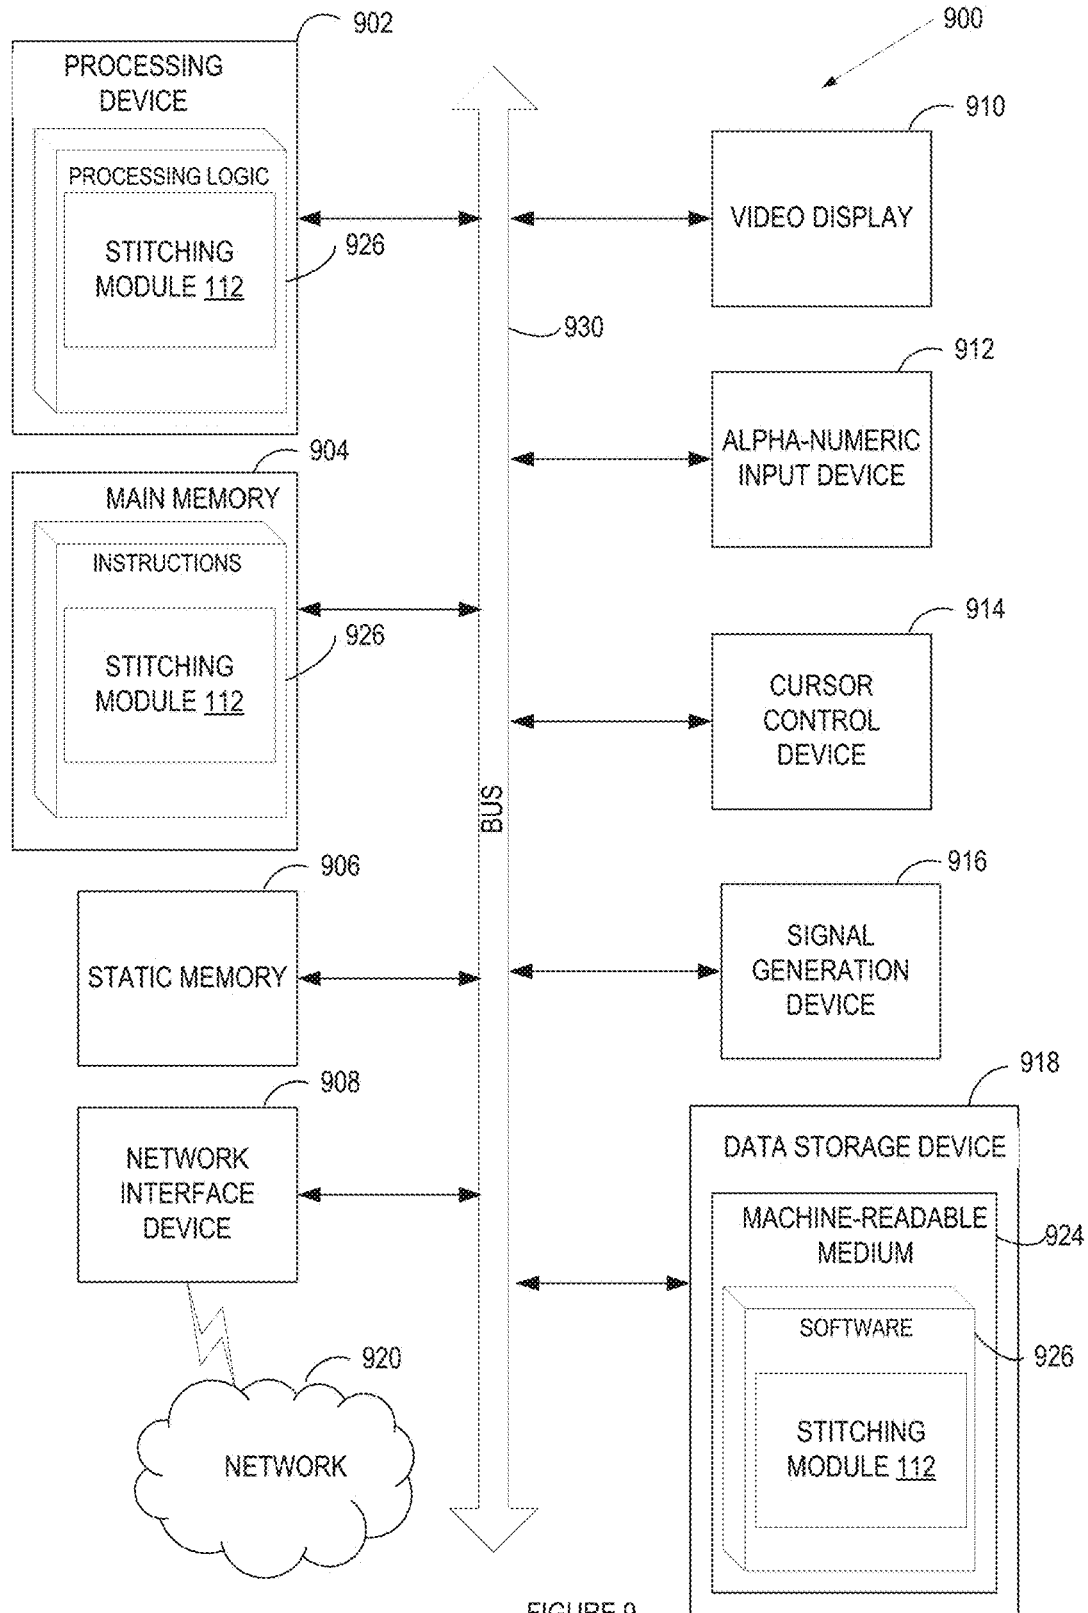 902
PROCESSING
DEVICE
PROCESSING LOGIC
STITCHING
MODULE 112
926
904
MAIN MEMORY
INSTRUCTIONS
STITCHING
MODULE 112
926
906
STATIC MEMORY
908
NETWORK
INTERFACE
DEVICE
920
NETWORK
930
BUS
900
910
VIDEO DISPLAY
912
ALPHA-NUMERIC
INPUT DEVICE
914
CURSOR
CONTROL
DEVICE
916
SIGNAL
GENERATION
DEVICE
918
DATA STORAGE DEVICE
MACHINE-READABLE
MEDIUM
924
SOFTWARE
926
STITCHING
MODULE 112
FIGURE 9